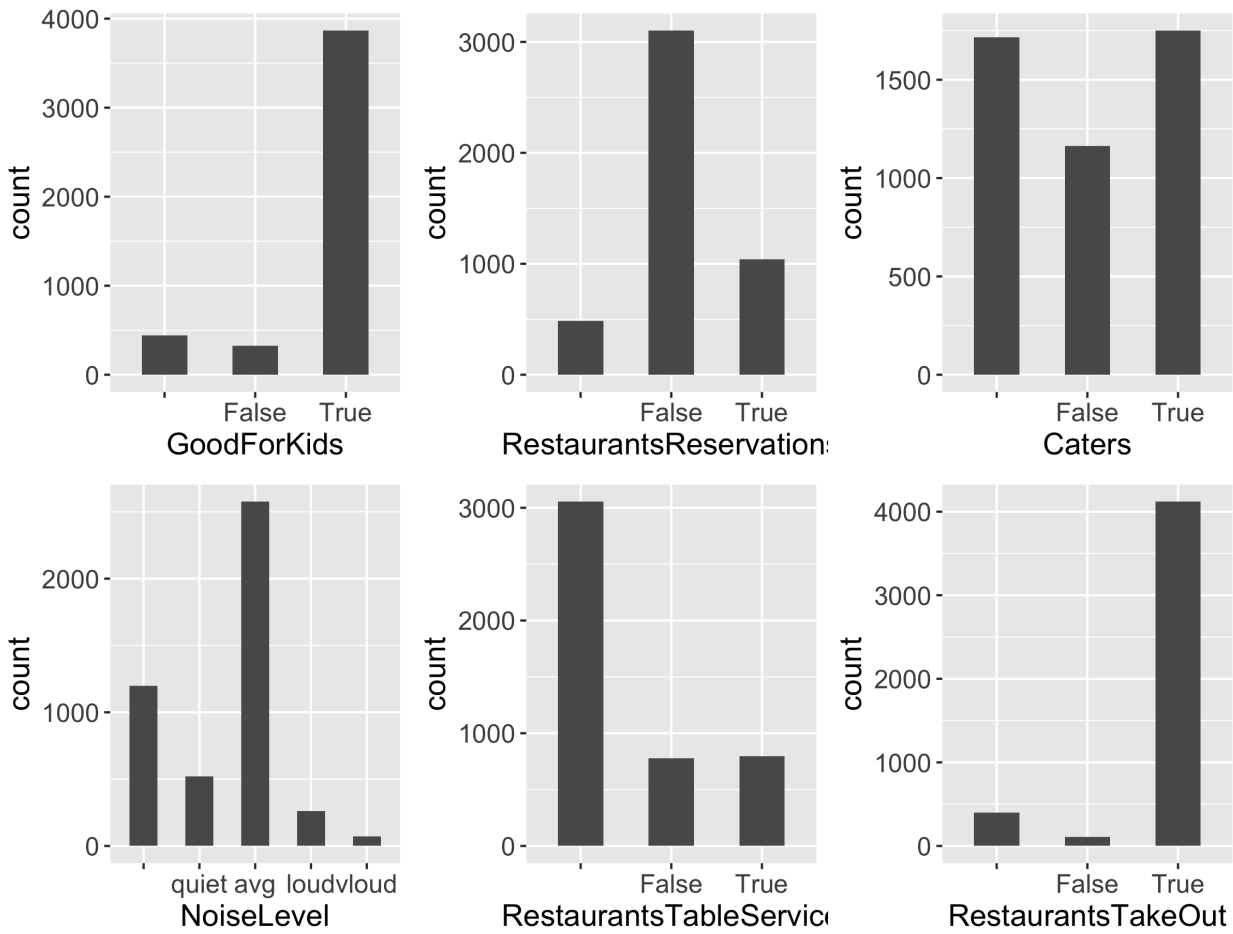 count
4000
3000
2000
1000
0
False True
GoodForKids
count
3000
2000
1000
0
False True
RestaurantsReservations
count
1500
1000
500
0
False True
Caters
count
2000
1000
0
quiet avg loud vloud
NoiseLevel
count
3000
2000
1000
0
False True
RestaurantsTableService
count
4000
3000
2000
1000
0
False True
RestaurantsTakeOut